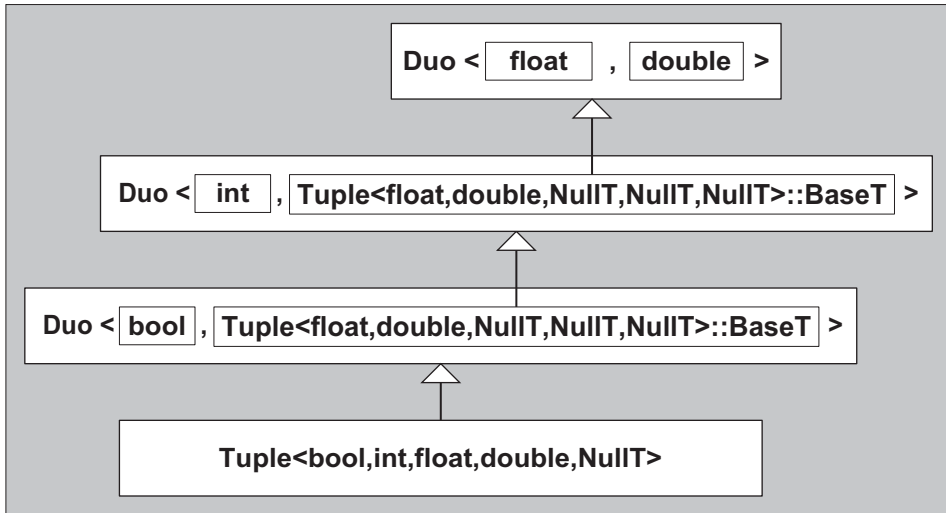 Duo < float , double >
Duo < int , Tuple<float,double,NullT,NullT,NullT>::BaseT >
Duo < bool , Tuple<float,double,NullT,NullT,NullT>::BaseT >
Tuple<bool,int,float,double,NullT>